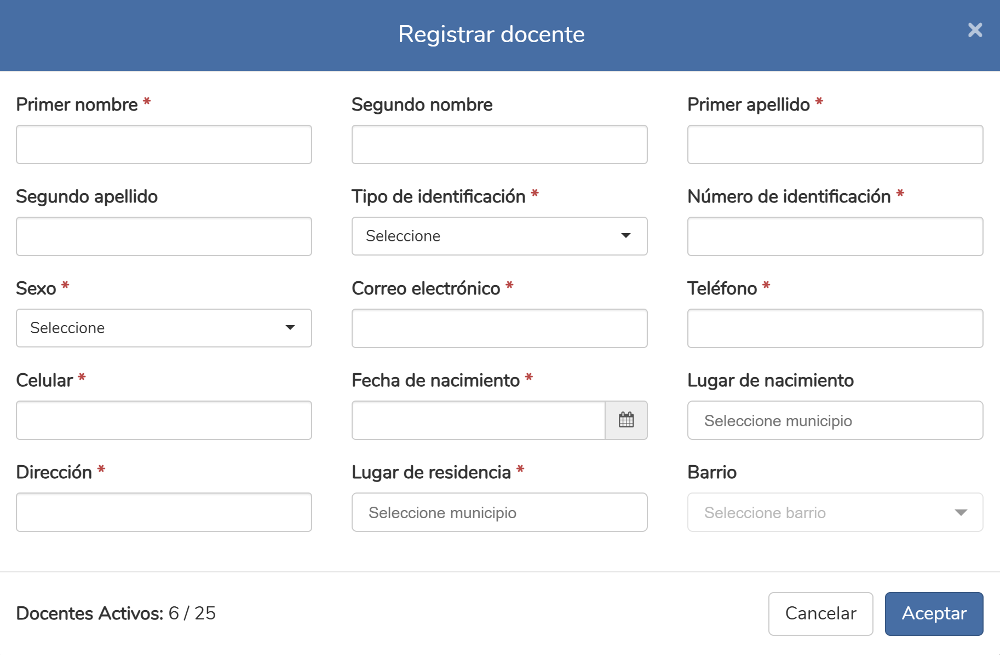 Registrar docente
Primer nombre *
Segundo nombre
Primer apellido *
Segundo apellido
Tipo de identificación *
Seleccione
Número de identificación *
Sexo *
Seleccione
Correo electrónico *
Teléfono *
Celular *
Fecha de nacimiento *
Lugar de nacimiento
Seleccione municipio
Dirección *
Lugar de residencia *
Seleccione municipio
Barrio
Seleccione barrio
Docentes Activos: 6 / 25
Cancelar
Aceptar